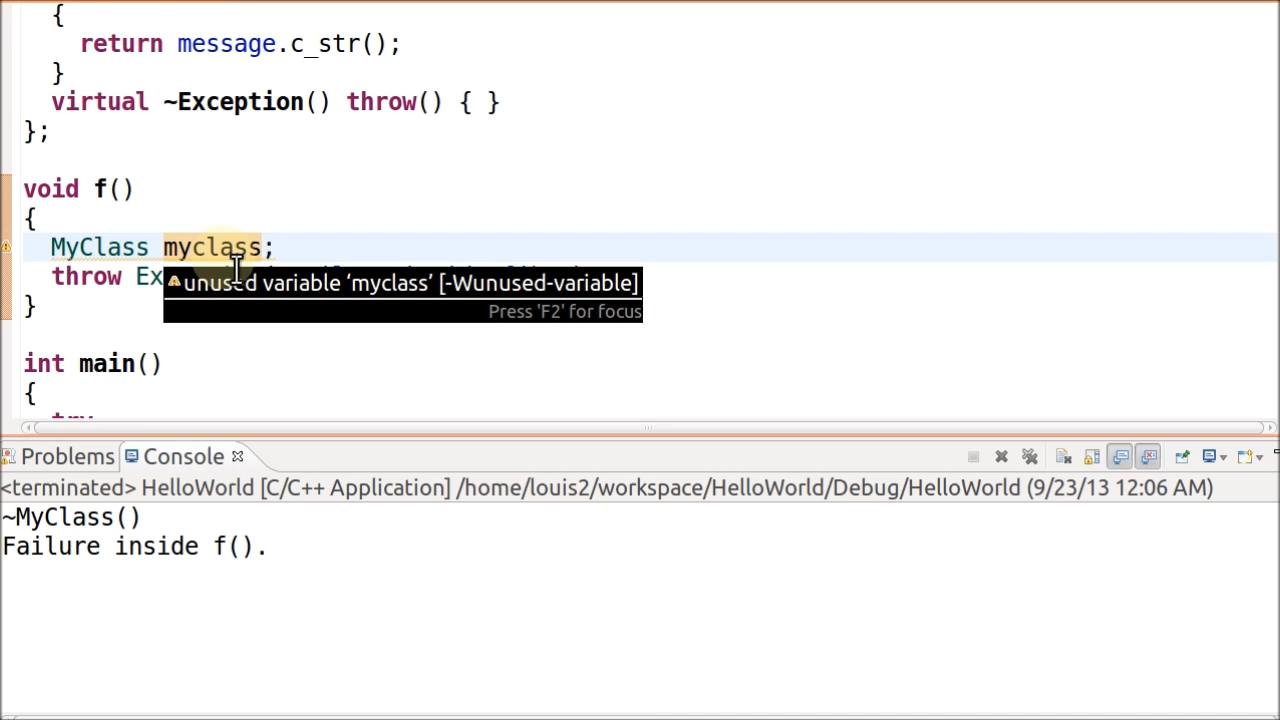 {
return message.c_str();
}
virtual ~Exception() throw() { }
};
void f()
{
MyClass myclass;
throw Ex
unused variable ‘myclass’ [-Wunused-variable]
Press 'F2' for focus
}
int main()
{
try
Problems Console
<terminated> HelloWorld [C/C++ Application] /home/louis2/workspace/HelloWorld/Debug/HelloWorld (9/23/13 12:06 AM)
~MyClass()
Failure inside f().